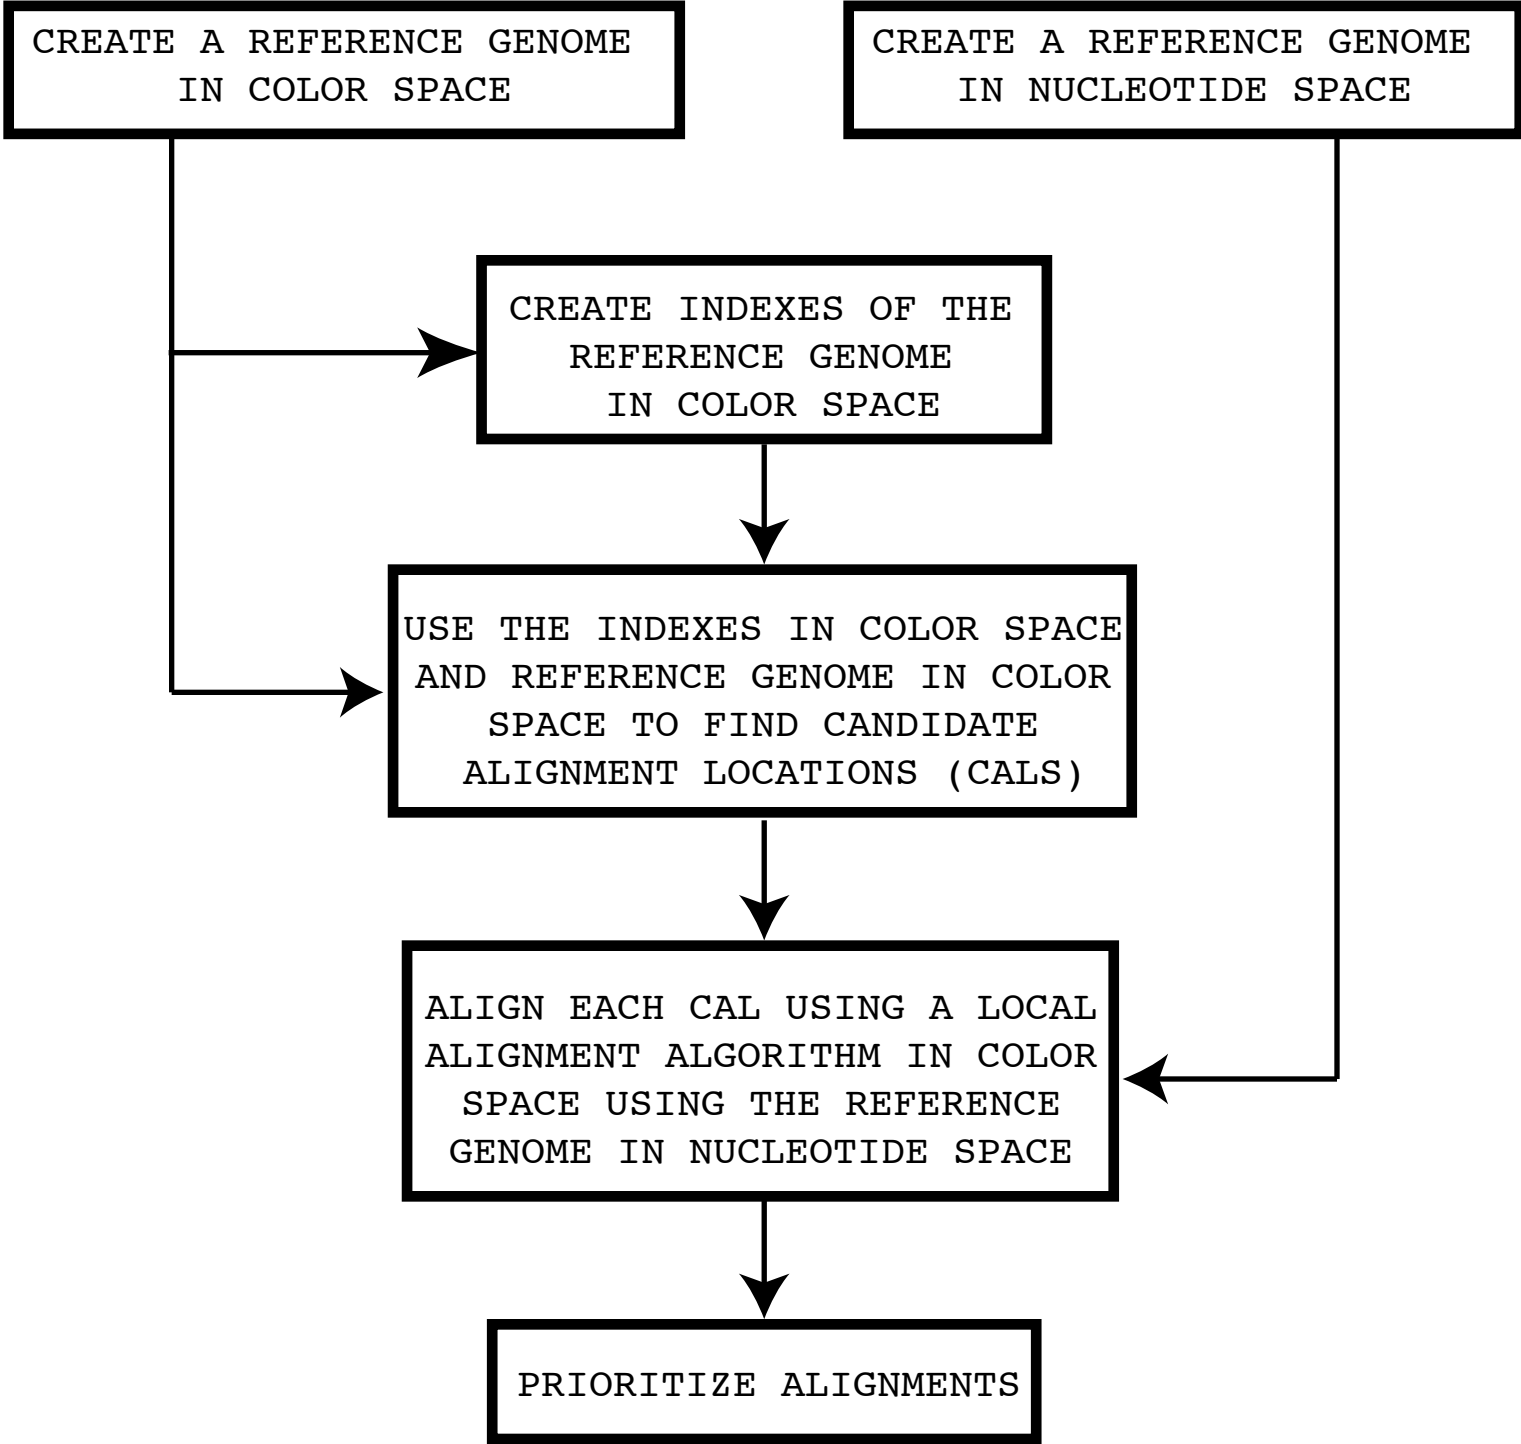 CREATE A REFERENCE GENOME
IN COLOR SPACE
CREATE A REFERENCE GENOME
IN NUCLEOTIDE SPACE
CREATE INDEXES OF THE
REFERENCE GENOME
IN COLOR SPACE
USE THE INDEXES IN COLOR SPACE
AND REFERENCE GENOME IN COLOR
SPACE TO FIND CANDIDATE
ALIGNMENT LOCATIONS (CALS)
ALIGN EACH CAL USING A LOCAL
ALIGNMENT ALGORITHM IN COLOR
SPACE USING THE REFERENCE
GENOME IN NUCLEOTIDE SPACE
PRIORITIZE ALIGNMENTS